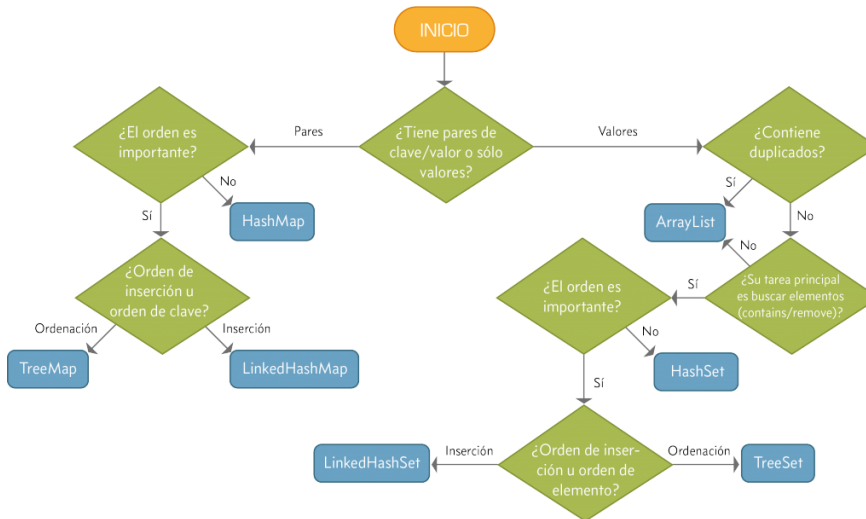 INICIO
¿Tiene pares de
clave/valor o sólo
valores?
Pares
Valores
¿El orden es
importante?
No
HashMap
Sí
¿Orden de
inserción u
orden de clave?
Ordenación
Inserción
TreeMap
LinkedHashMap
¿Contiene
duplicados?
Sí
ArrayList
No
No
¿Su tarea principal
es buscar elementos
(contains/remove)?
Sí
¿El orden es
importante?
No
HashSet
Sí
¿Orden de inser-
ción u orden de
elemento?
Inserción
Ordenación
LinkedHashSet
TreeSet